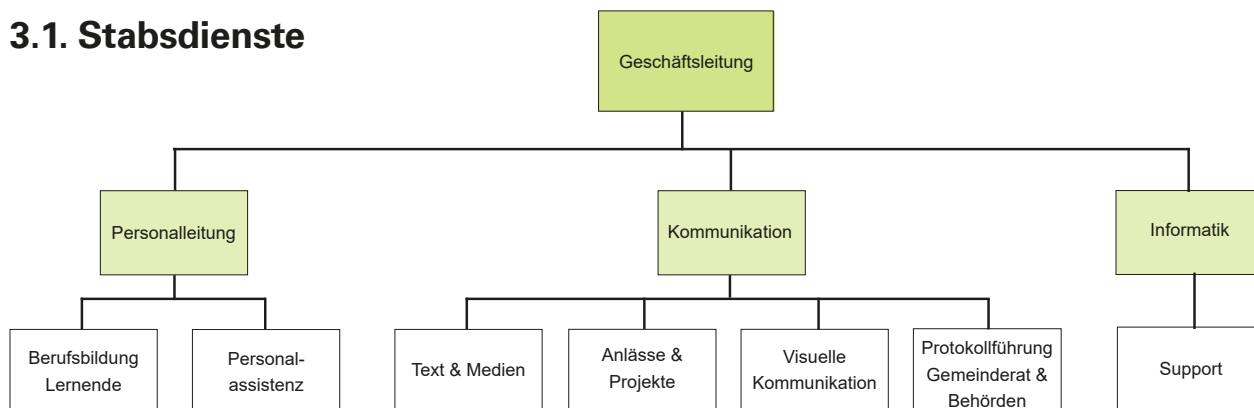 3.1. Stabsdienste
Geschäftsleitung
Personalleitung
Kommunikation
Informatik
Berufsbildung
Lernende
Personal-
assistenz
Text & Medien
Anlässe &
Projekte
Visuelle
Kommunikation
Protokollführung
Gemeinderat &
Behörden
Support